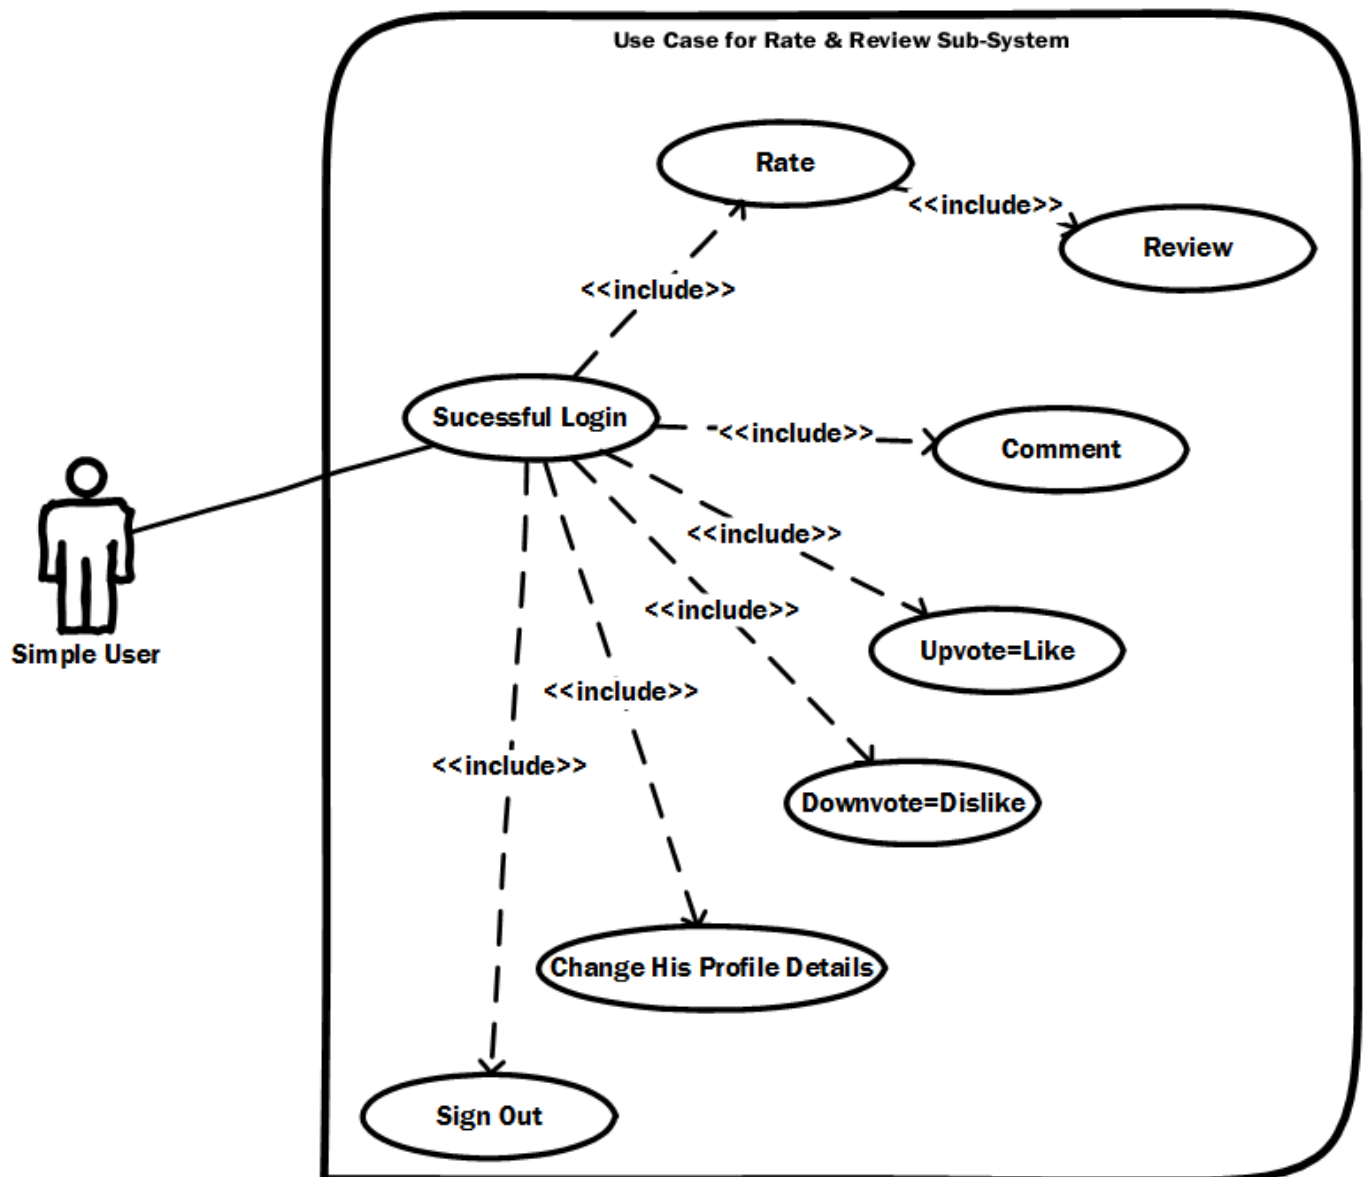 Use Case for Rate & Review Sub-System
Rate
<<include>>
Review
<<include>>
Sucessful Login
<<include>>
Comment
<<include>>
<<include>>
Simple User
Upvote=Like
<<include>>
<<include>>
Downvote=Dislike
Change His Profile Details
Sign Out